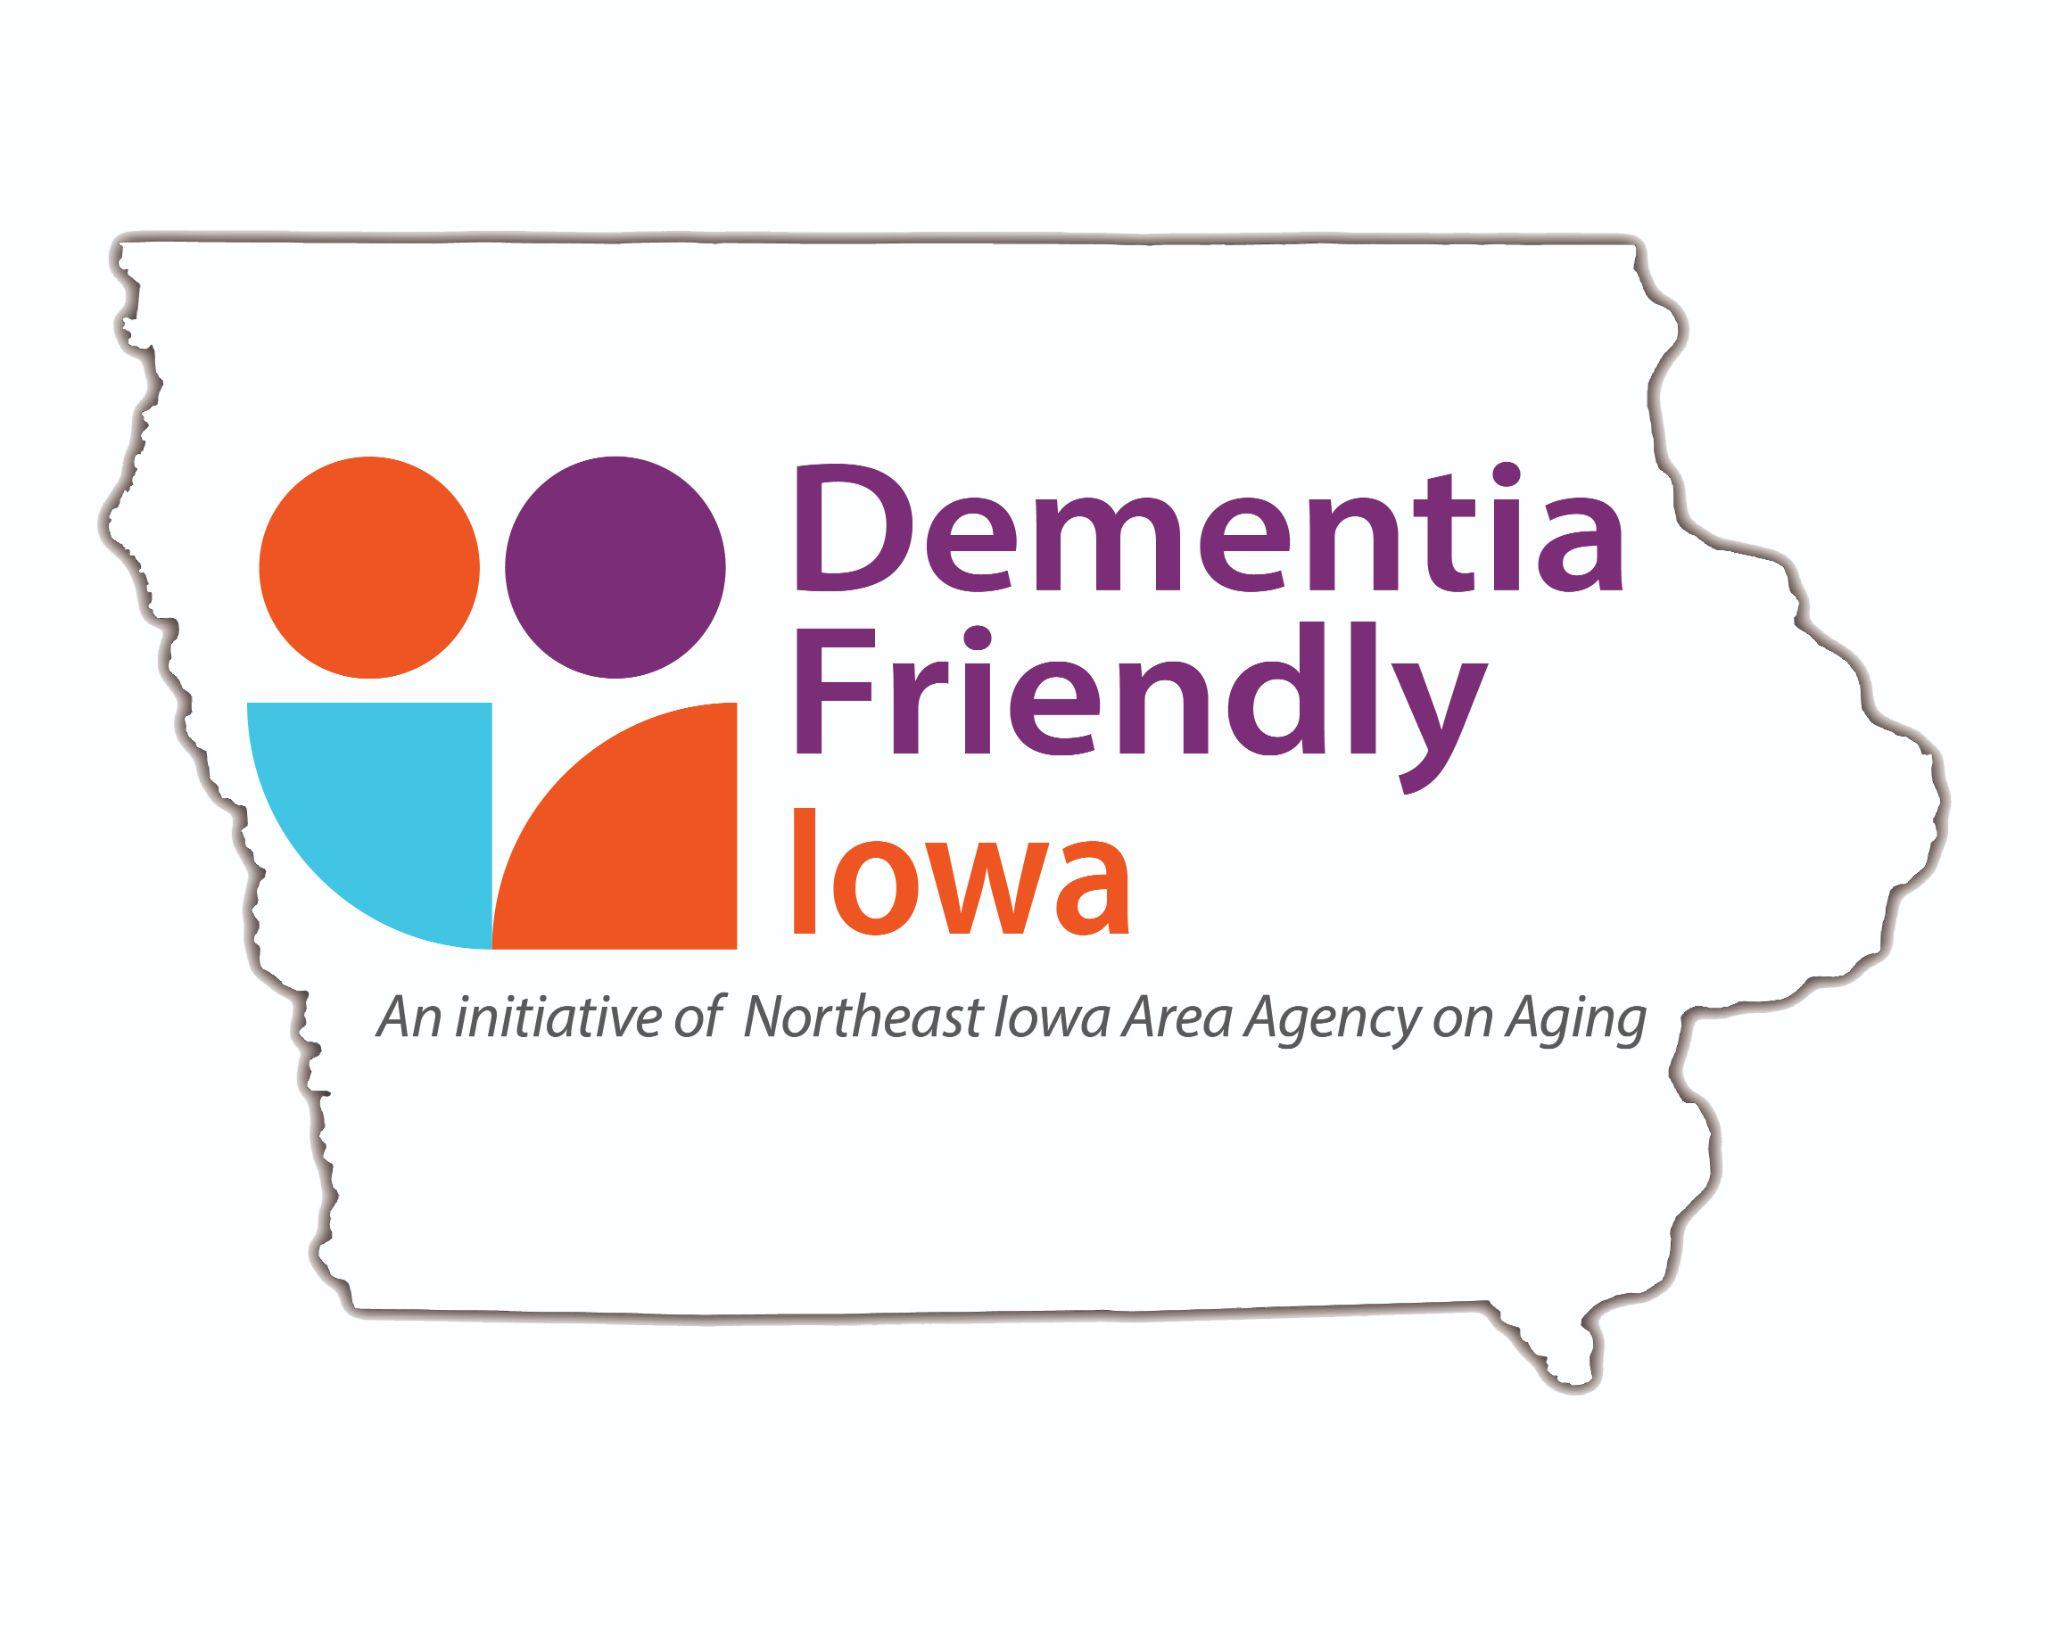 Dementia
Friendly
Iowa
An initiative of Northeast Iowa Area Agency on Aging